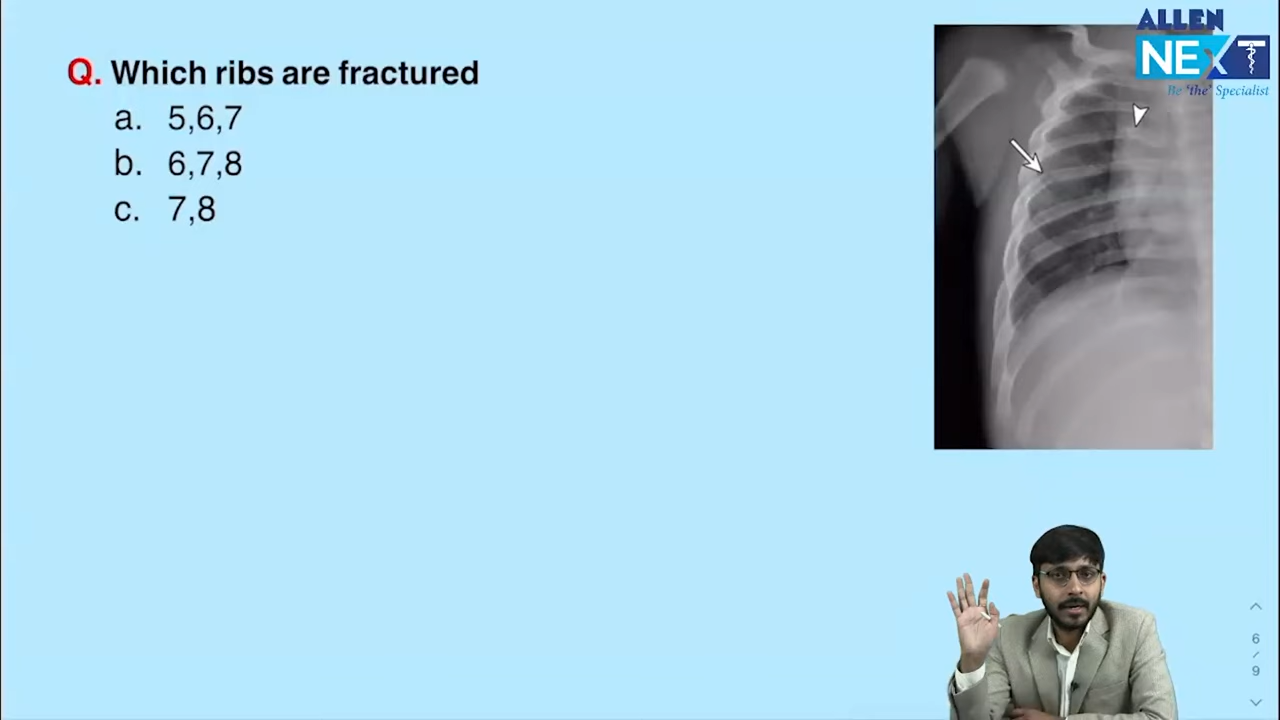 ALLEN
NEXT
Be 'the' Specialist
Q. Which ribs are fractured
a. 5,6,7
b. 6,7,8
c. 7,8
6
/
9